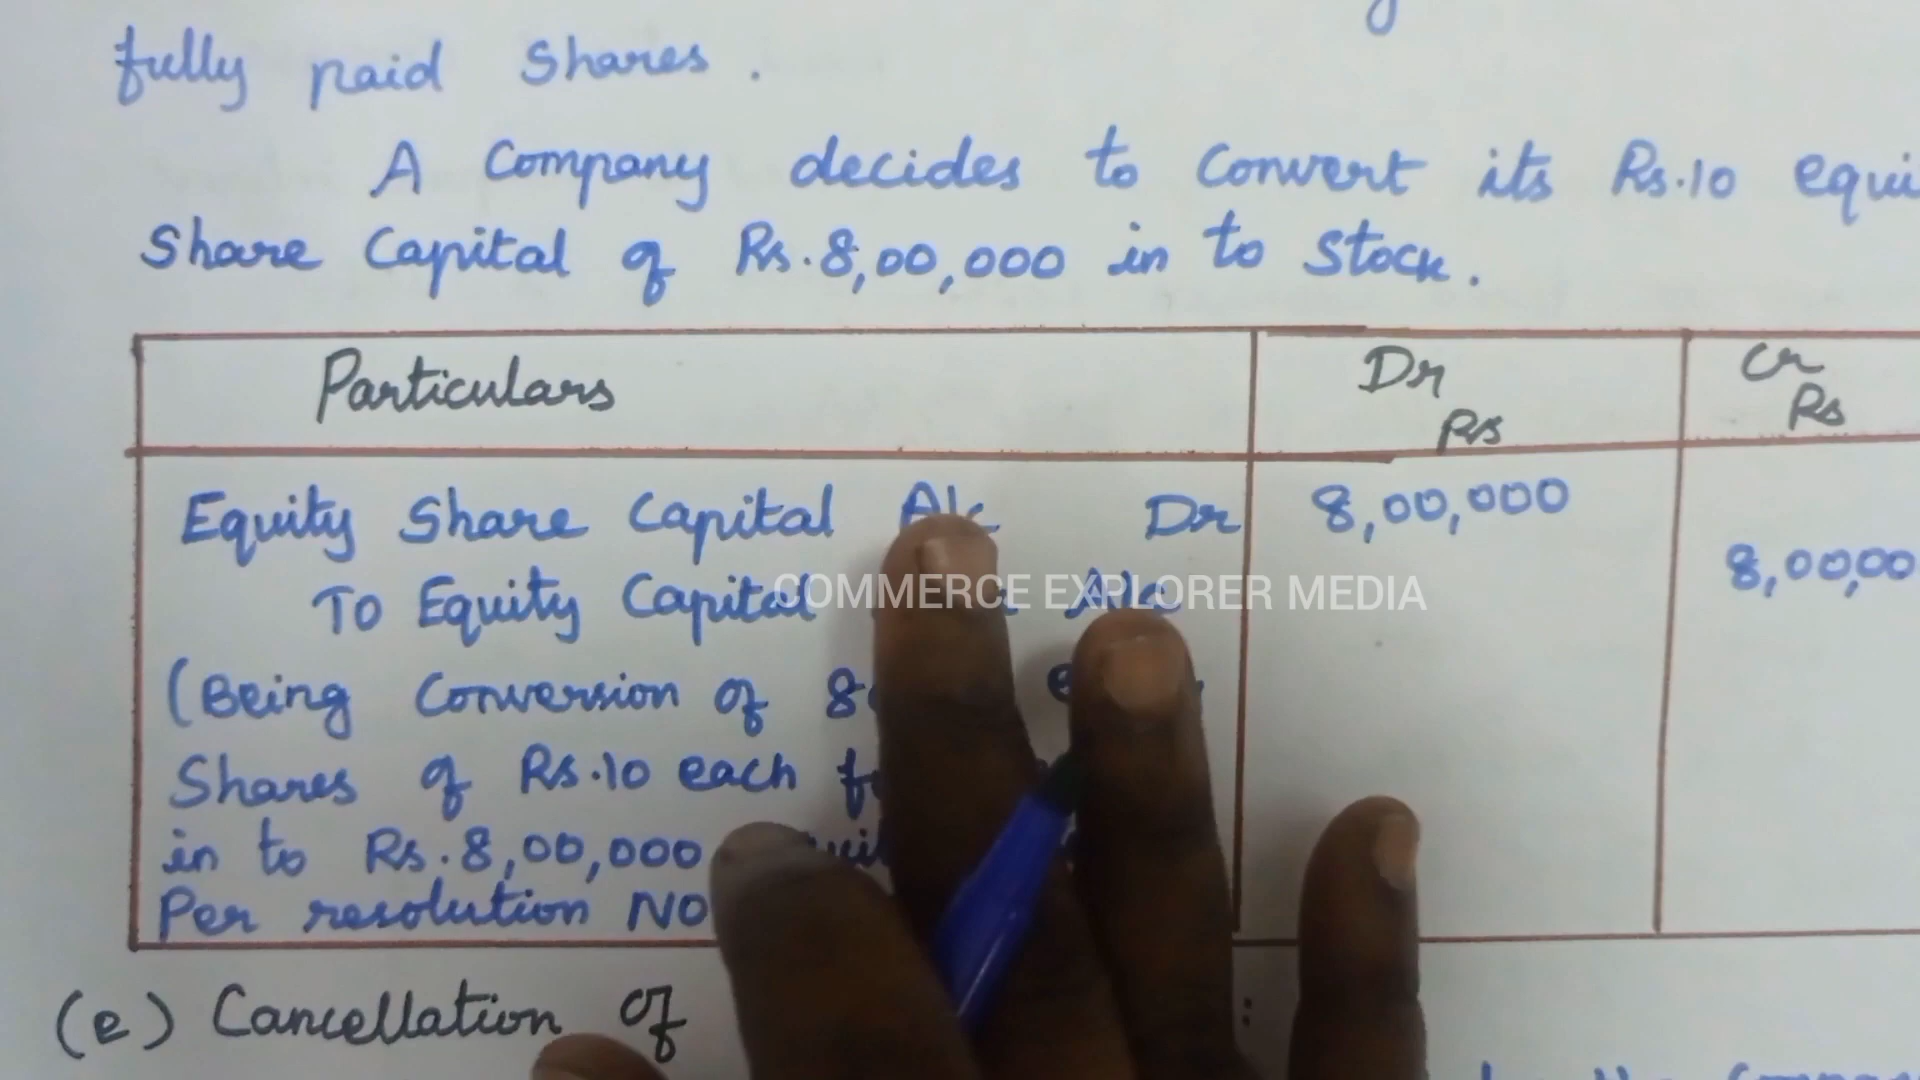 fully paid Shares.
A Company decides to Convert its Rs.10 equi
Share Capital of Rs.8,00,000 in to Stock.
Particulars Dr Rs Cr Rs
Equity Share Capital A/c Dr 8,00,000
To Equity Capital A/c 8,00,00
COMMERCE EXPLORER MEDIA
(Being Conversion of 8
Shares of Rs.10 each f
in to Rs.8,00,000
Per resolution NO
(e) Cancellation of :